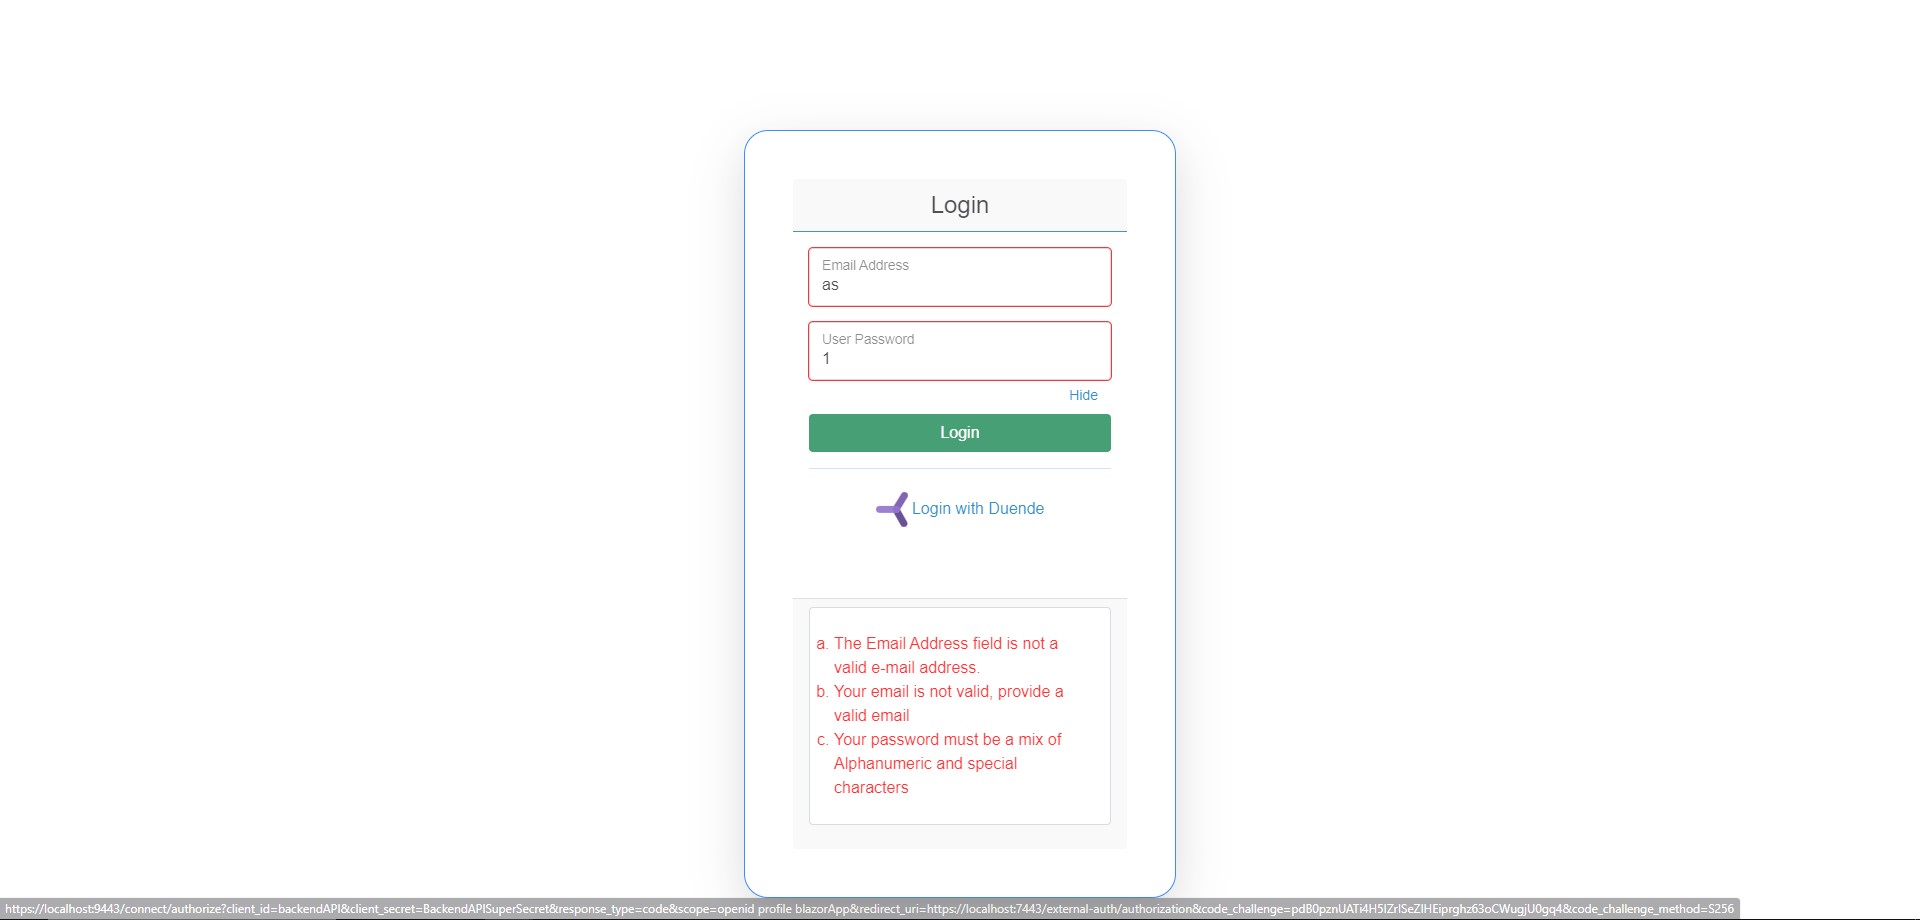 Login
Email Address
as
User Password
1
Hide
Login
Login with Duende
a. The Email Address field is not a
valid e-mail address.
b. Your email is not valid, provide a
valid email
c. Your password must be a mix of
Alphanumeric and special
characters
https://localhost:9443/connect/authorize?client_id=backendAPI&client_secret=BackendAPISuperSecret&response_type=code&scope=openid profile blazorApp&redirect_uri=https://localhost:7443/external-auth/authorization&code_challenge=pdB0pznUATi4H5IZrlSeZIHEiprghz63oCWugjU0gq4&code_challenge_method=S256